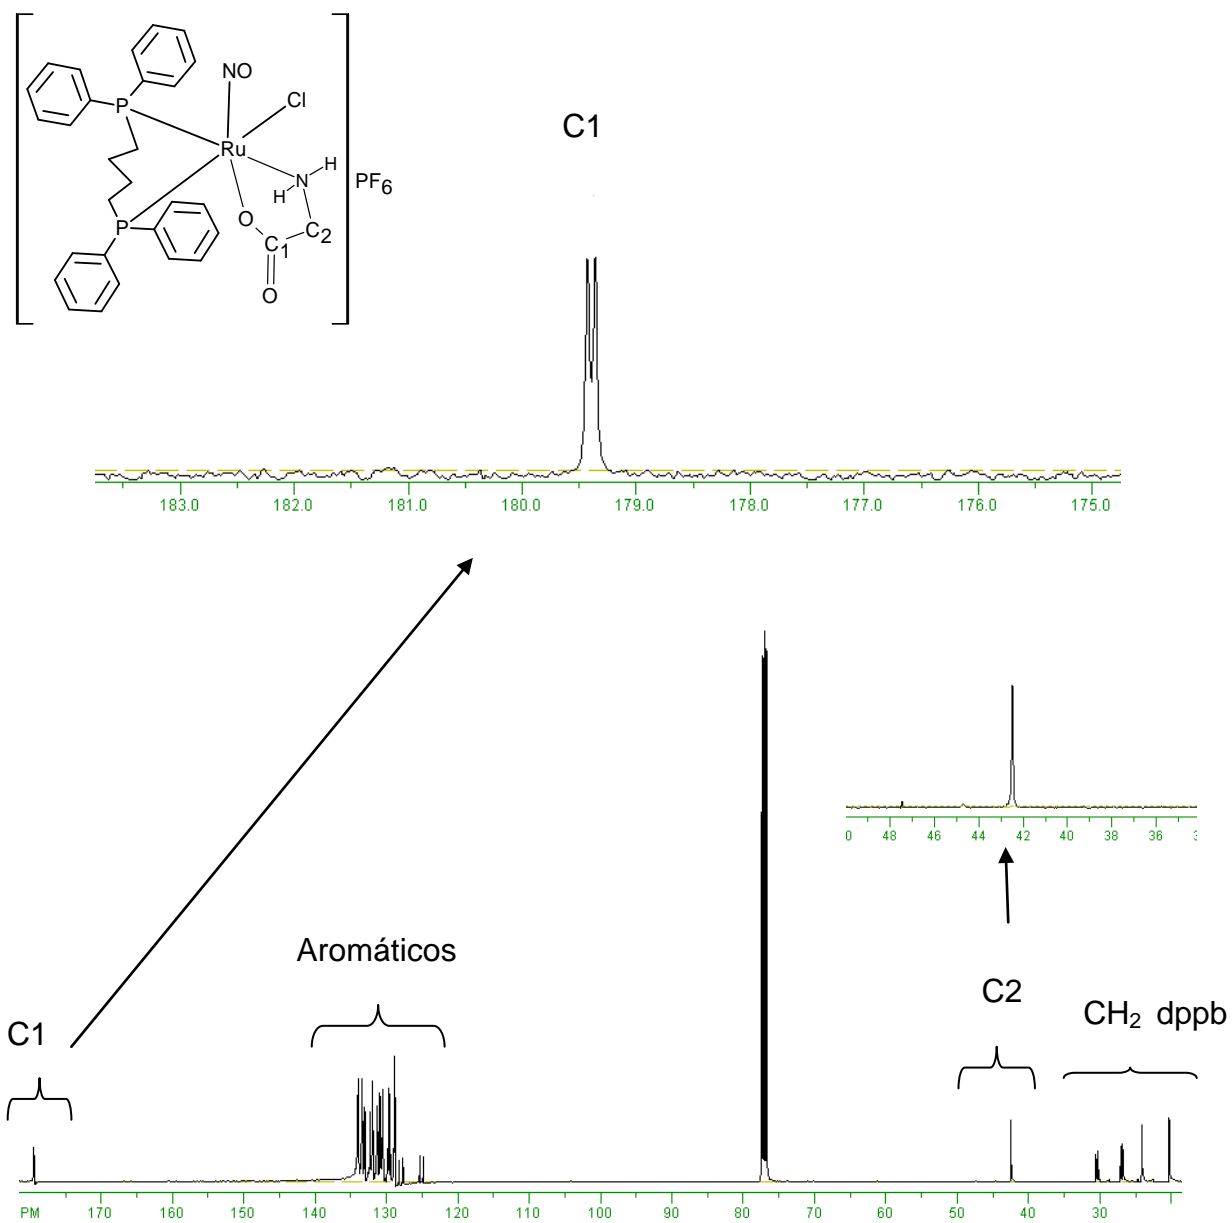 NO
Cl
P
Ru
H
N
H
PF6
O
P
C1
C2
O
C1
183.0 182.0 181.0 180.0 179.0 178.0 177.0 176.0 175.0
0 48 46 44 42 40 38 36 3
Aromáticos
C2
CH2 dppb
C1
PM 170 160 150 140 130 120 110 100 90 80 70 60 50 40 30